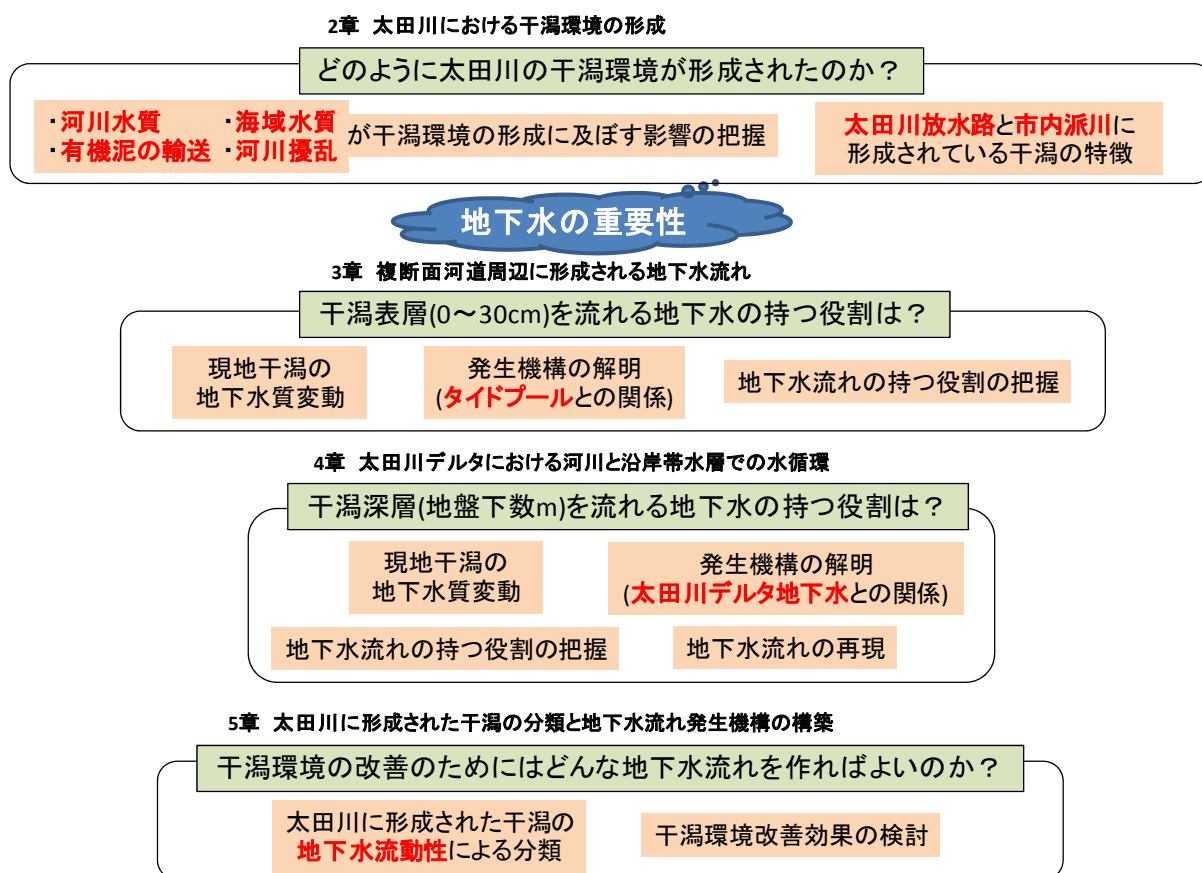 2章 太田川における干潟環境の形成
どのように太田川の干潟環境が形成されたのか？
・河川水質 ・海域水質
・有機泥の輸送 ・河川擾乱
が干潟環境の形成に及ぼす影響の把握
太田川放水路と市内派川に
形成されている干潟の特徴
地下水の重要性
3章 複断面河道周辺に形成される地下水流れ
干潟表層(0～30cm)を流れる地下水の持つ役割は？
現地干潟の
地下水質変動
発生機構の解明
(タイドプールとの関係)
地下水流れの持つ役割の把握
4章 太田川デルタにおける河川と沿岸帯水層での水循環
干潟深層(地盤下数m)を流れる地下水の持つ役割は？
現地干潟の
地下水質変動
発生機構の解明
(太田川デルタ地下水との関係)
地下水流れの持つ役割の把握
地下水流れの再現
5章 太田川に形成された干潟の分類と地下水流れ発生機構の構築
干潟環境の改善のためにはどんな地下水流れを作ればよいのか？
太田川に形成された干潟の
地下水流動性による分類
干潟環境改善効果の検討